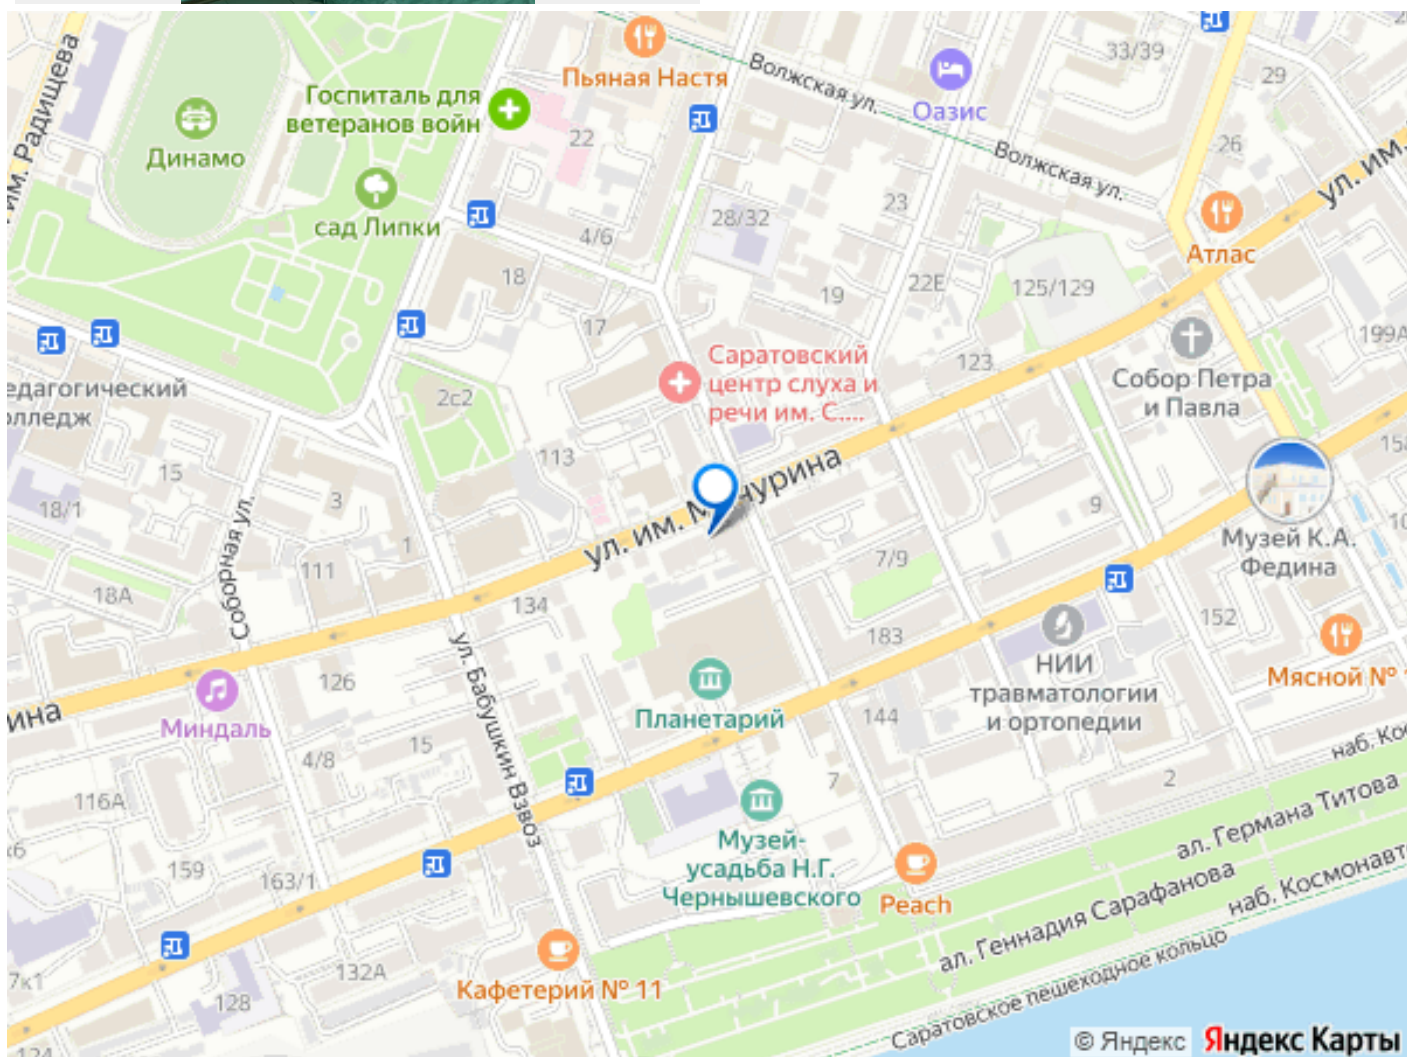 им. Радищева
Динамо
Госпиталь для
ветеранов войн
сад Липки
Пьяная Настя
22
Волжская ул.
Оазис
33/39
29
26
Волжская ул.
ул. им.
Атлас
23
28/32
4/6
18
17
19
22Е
125/129
123
199А
Саратовский
центр слуха и
речи им. С....
Собор Петра
и Павла
едагогический
олледж
2с2
113
15
18/1
3
1
111
18А
Соборная ул.
ул. им. М чурина
9
7/9
Музей К.А.
Федина
134
183
152
126
Миндаль
ина
ул. Бабушкин Взвоз
Планетарий
144
НИИ
травматологии
и ортопедии
Мясной №
15
4/8
7
2
116А
159
163/1
Музей-
усадьба Н.Г.
Чернышевского
Peach
наб. Кос
ал. Германа Титова
ал. Геннадия Сарафанова
наб. Космонавт
Саратовское пешеходное кольцо
Кафетерий № 11
132А
128
7к1
© Яндекс Яндекс Карты